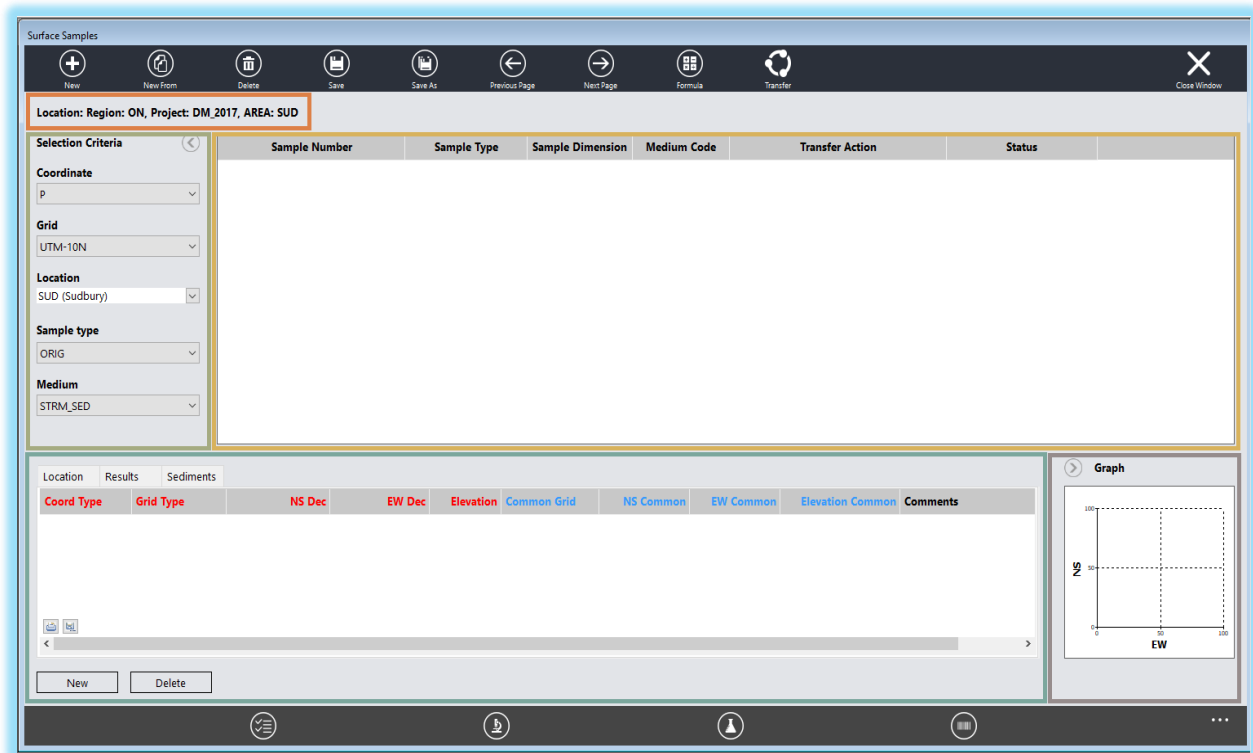 Surface Samples
New New From Delete Save Save As Previous Page Next Page Formula Transfer Close Window
Location: Region: ON, Project: DM_2017, AREA: SUD
Selection Criteria
Coordinate
P
Grid
UTM-10N
Location
SUD (Sudbury)
Sample type
ORIG
Medium
STRM_SED
Sample Number Sample Type Sample Dimension Medium Code Transfer Action Status
Location Results Sediments
Coord Type Grid Type NS Dec EW Dec Elevation Common Grid NS Common EW Common Elevation Common Comments
New Delete
Graph
100
NS 50
0
0 50 100
EW